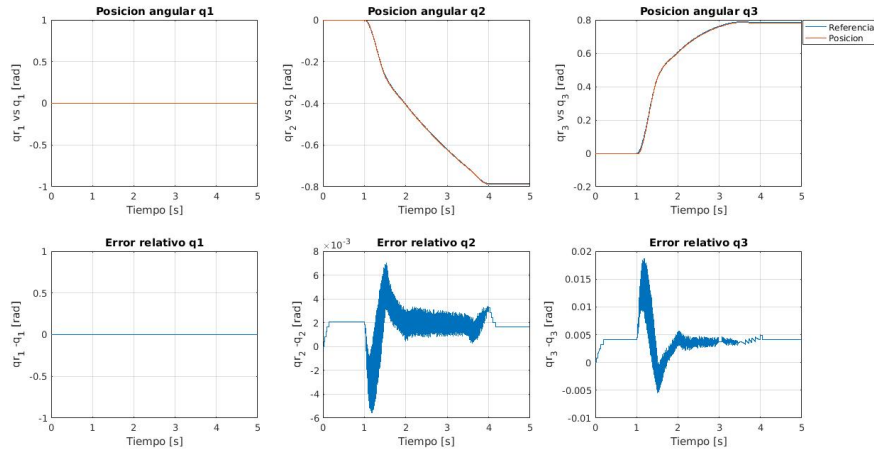 Posicion angular q1
Posicion angular q2
Posicion angular q3
Referencia
Posicion
1
0.5
0
-0.5
-1
0
-0.2
-0.4
-0.6
-0.8
0.8
0.6
0.4
0.2
0
-0.2
qr1 vs q1 [rad]
qr2 vs q2 [rad]
qr3 vs q3 [rad]
0 1 2 3 4 5
0 1 2 3 4 5
0 1 2 3 4 5
Tiempo [s]
Tiempo [s]
Tiempo [s]
Error relativo q1
Error relativo q2
Error relativo q3
×10-3
1
0.5
0
-0.5
-1
8
6
4
2
0
-2
-4
-6
0.02
0.015
0.01
0.005
0
-0.005
-0.01
qr1 -q1 [rad]
qr2 -q2 [rad]
qr3 -q3 [rad]
0 1 2 3 4 5
0 1 2 3 4 5
0 1 2 3 4 5
Tiempo [s]
Tiempo [s]
Tiempo [s]